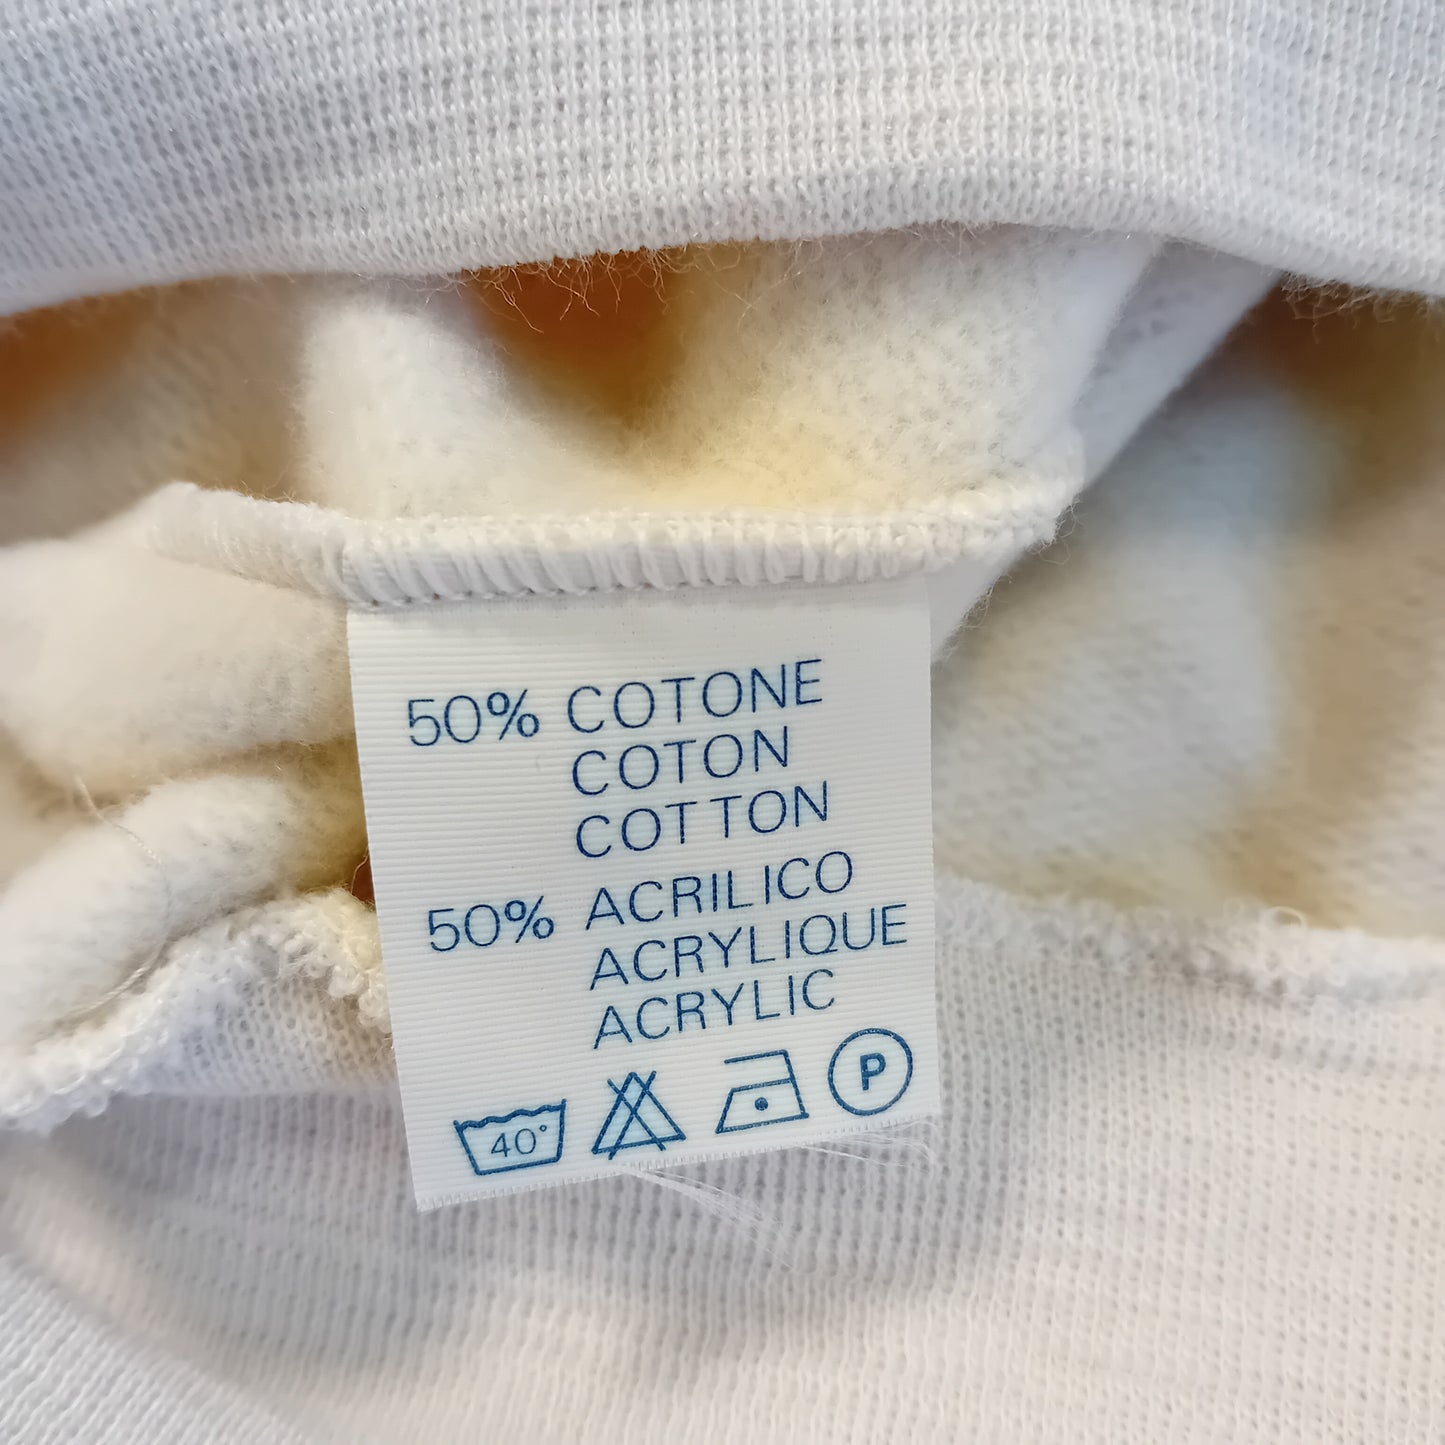 50% COTONE
COTON
COTTON
50% ACRILICO
ACRYLIQUE
ACRYLIC
40° P